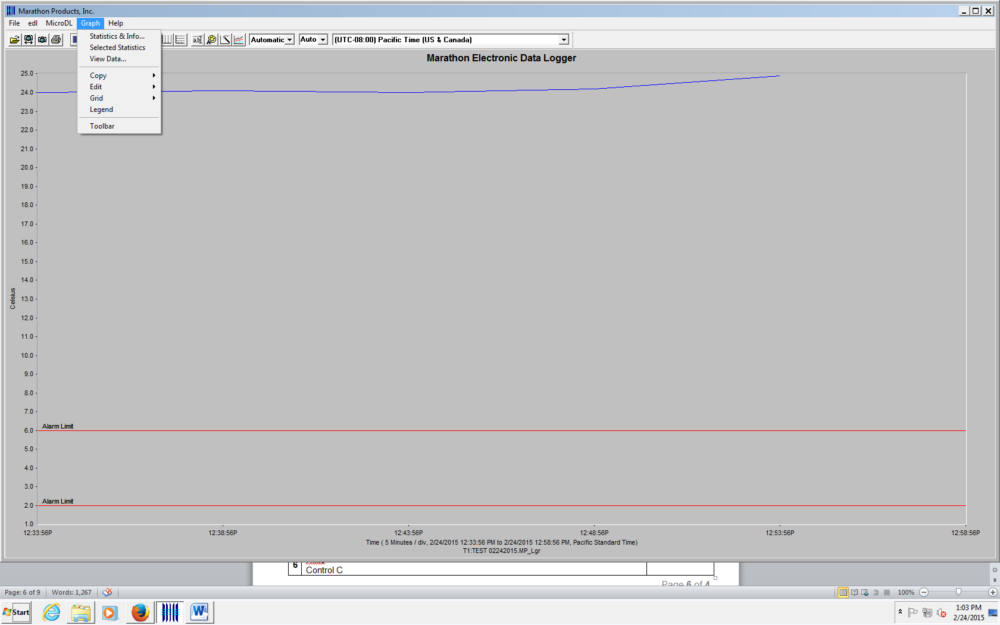 Marathon Products, Inc.
File edl MicroDL Graph Help
Automatic Auto (UTC-08:00) Pacific Time (US & Canada)
Statistics & Info...
Selected Statistics
View Data...
Copy
Edit
Grid
Legend
Toolbar
Marathon Electronic Data Logger
25.0
24.0
23.0
22.0
21.0
20.0
19.0
18.0
17.0
16.0
15.0
14.0
13.0
12.0
11.0
10.0
9.0
8.0
7.0
6.0
5.0
4.0
3.0
2.0
1.0
Celsius
Alarm Limit
Alarm Limit
12:33:56P 12:38:56P 12:43:56P 12:48:56P 12:53:56P 12:58:56P
Time ( 5 Minutes / div, 2/24/2015 12:33:56 PM to 2/24/2015 12:58:56 PM, Pacific Standard Time)
T1:TEST 02242015.MP_Lgr
6 Control C
Page 6 of 4
Page: 6 of 9 Words: 1,267 100%
Start
1:03 PM
2/24/2015